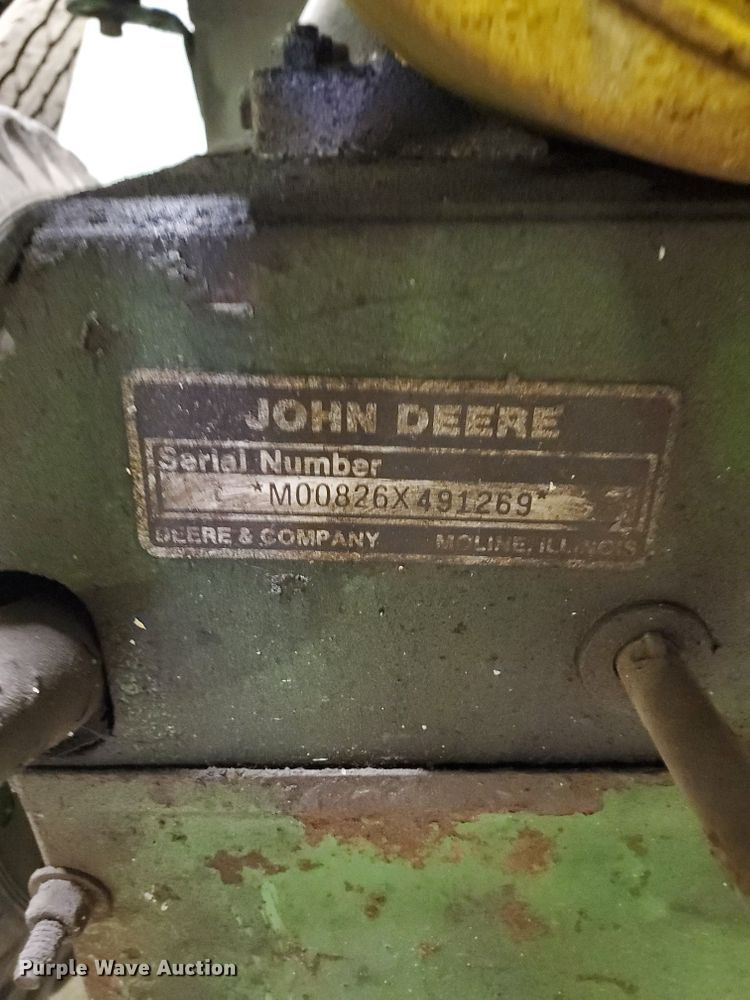 JOHN DEERE
Serial Number
*M00826X491269*
DEERE & COMPANY MOLINE, ILLINOIS
Purple Wave Auction